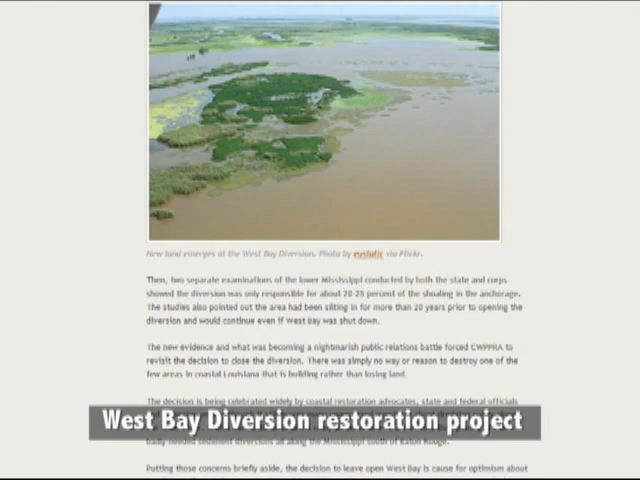 New land emerges at the West Bay Diversion. Photo by eustatic via Flickr.
Then, two separate examinations of the lower Mississippi conducted by both the state and corps
showed the diversion was only responsible for about 20-25 percent of the shoaling in the anchorage.
The studies also pointed out the area had been silting in for more than 20 years prior to opening the
diversion and would continue even if West Bay was shut down.
The new evidence and what was becoming a nightmarish public relations battle forced CWPPRA to
revisit the decision to close the diversion. There was simply no way or reason to destroy one of the
few areas in coastal Louisiana that is building rather than losing land.
The decision is being celebrated widely by coastal restoration advocates, state and federal officials
West Bay Diversion restoration project
badly needed sediment diversions all along the Mississippi south of Baton Rouge.
Putting those concerns briefly aside, the decision to leave open West Bay is cause for optimism about